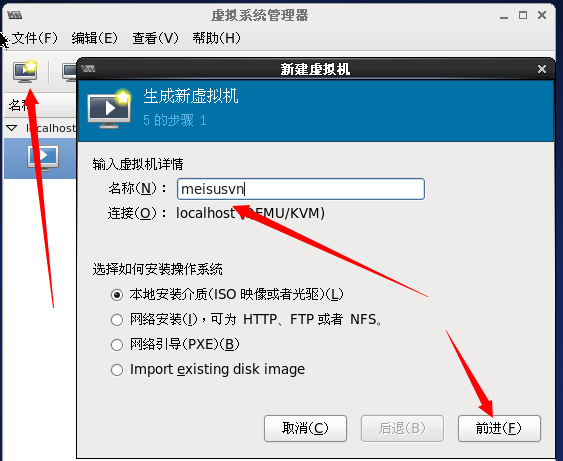 虚拟系统管理器
文件(F) 编辑(E) 查看(V) 帮助(H)
新建虚拟机
生成新虚拟机
5 的步骤 1
localhost
输入虚拟机详情
名称(N)： meisusvn
连接(O)： localhost (QEMU/KVM)
选择如何安装操作系统
本地安装介质(ISO 映像或者光驱)(L)
网络安装(I)，可为 HTTP、FTP 或者 NFS。
网络引导(PXE)(B)
Import existing disk image
取消(C) 后退(B) 前进(F)